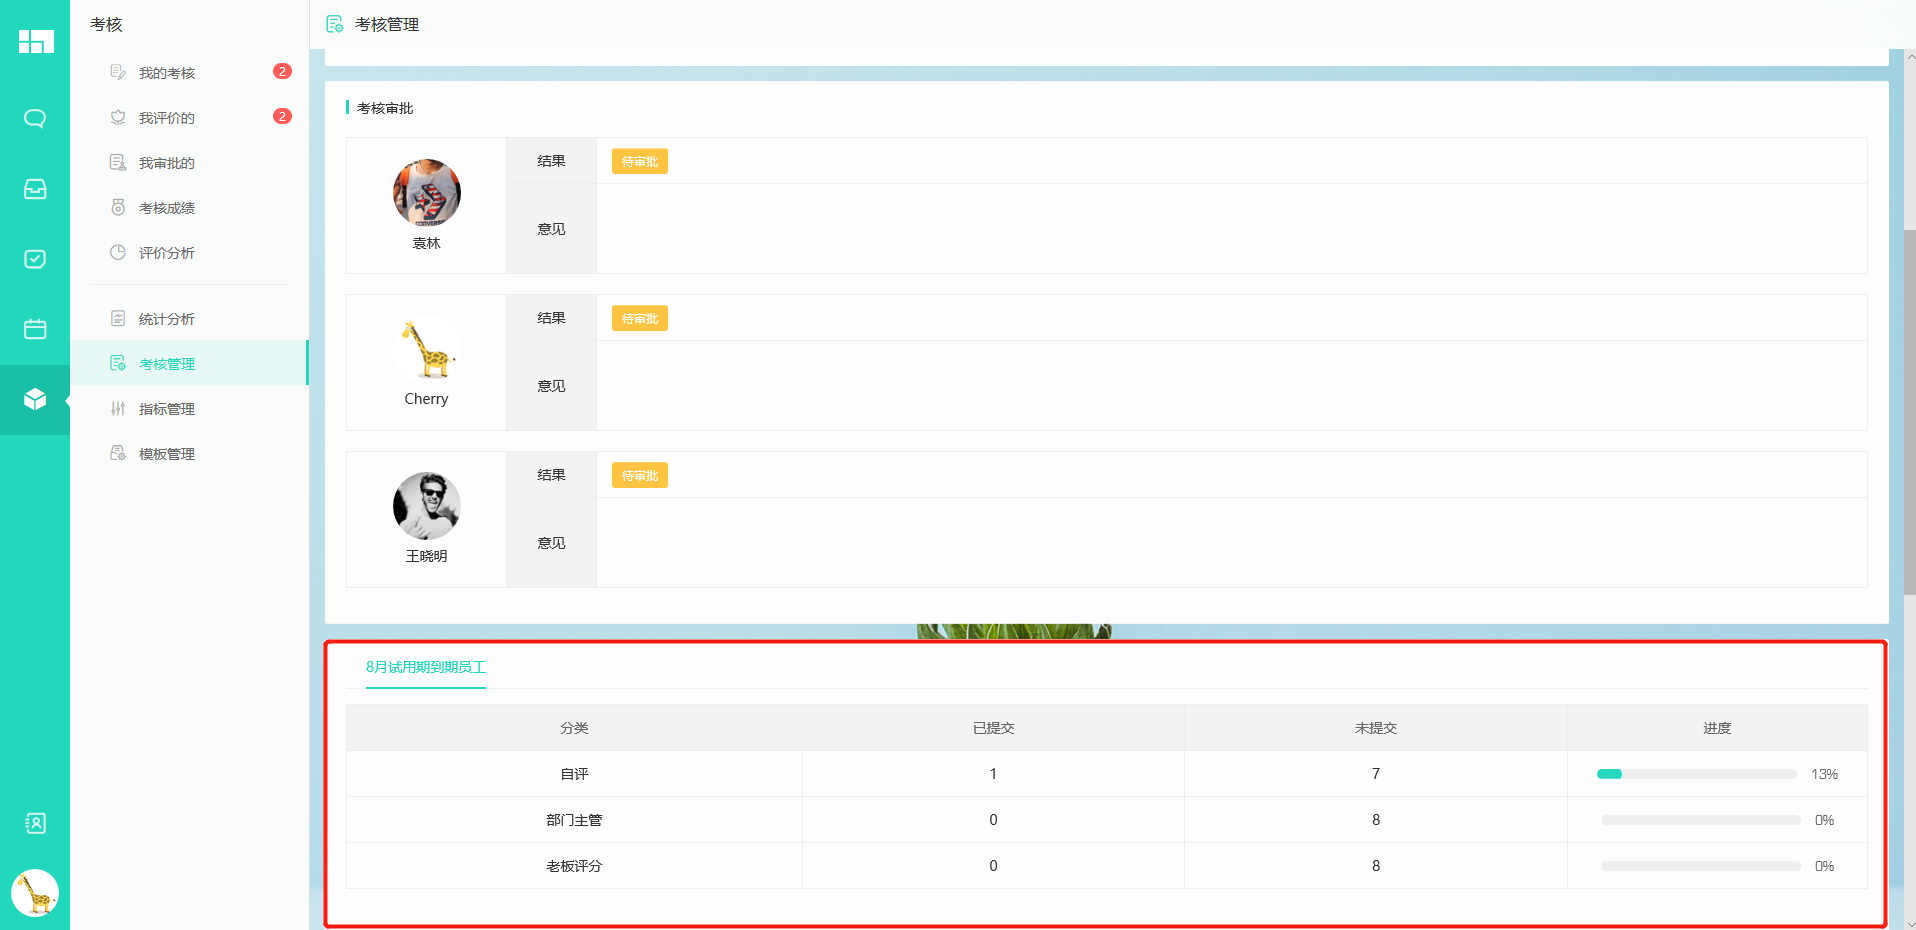 考核
我的考核 2
我评价的 2
我审批的
考核成绩
评价分析
统计分析
考核管理
指标管理
模板管理
考核管理
考核审批
袁林
结果 待审批
意见
Cherry
结果 待审批
意见
王晓明
结果 待审批
意见
8月试用期到期员工
分类 已提交 未提交 进度
自评 1 7 13%
部门主管 0 8 0%
老板评分 0 8 0%